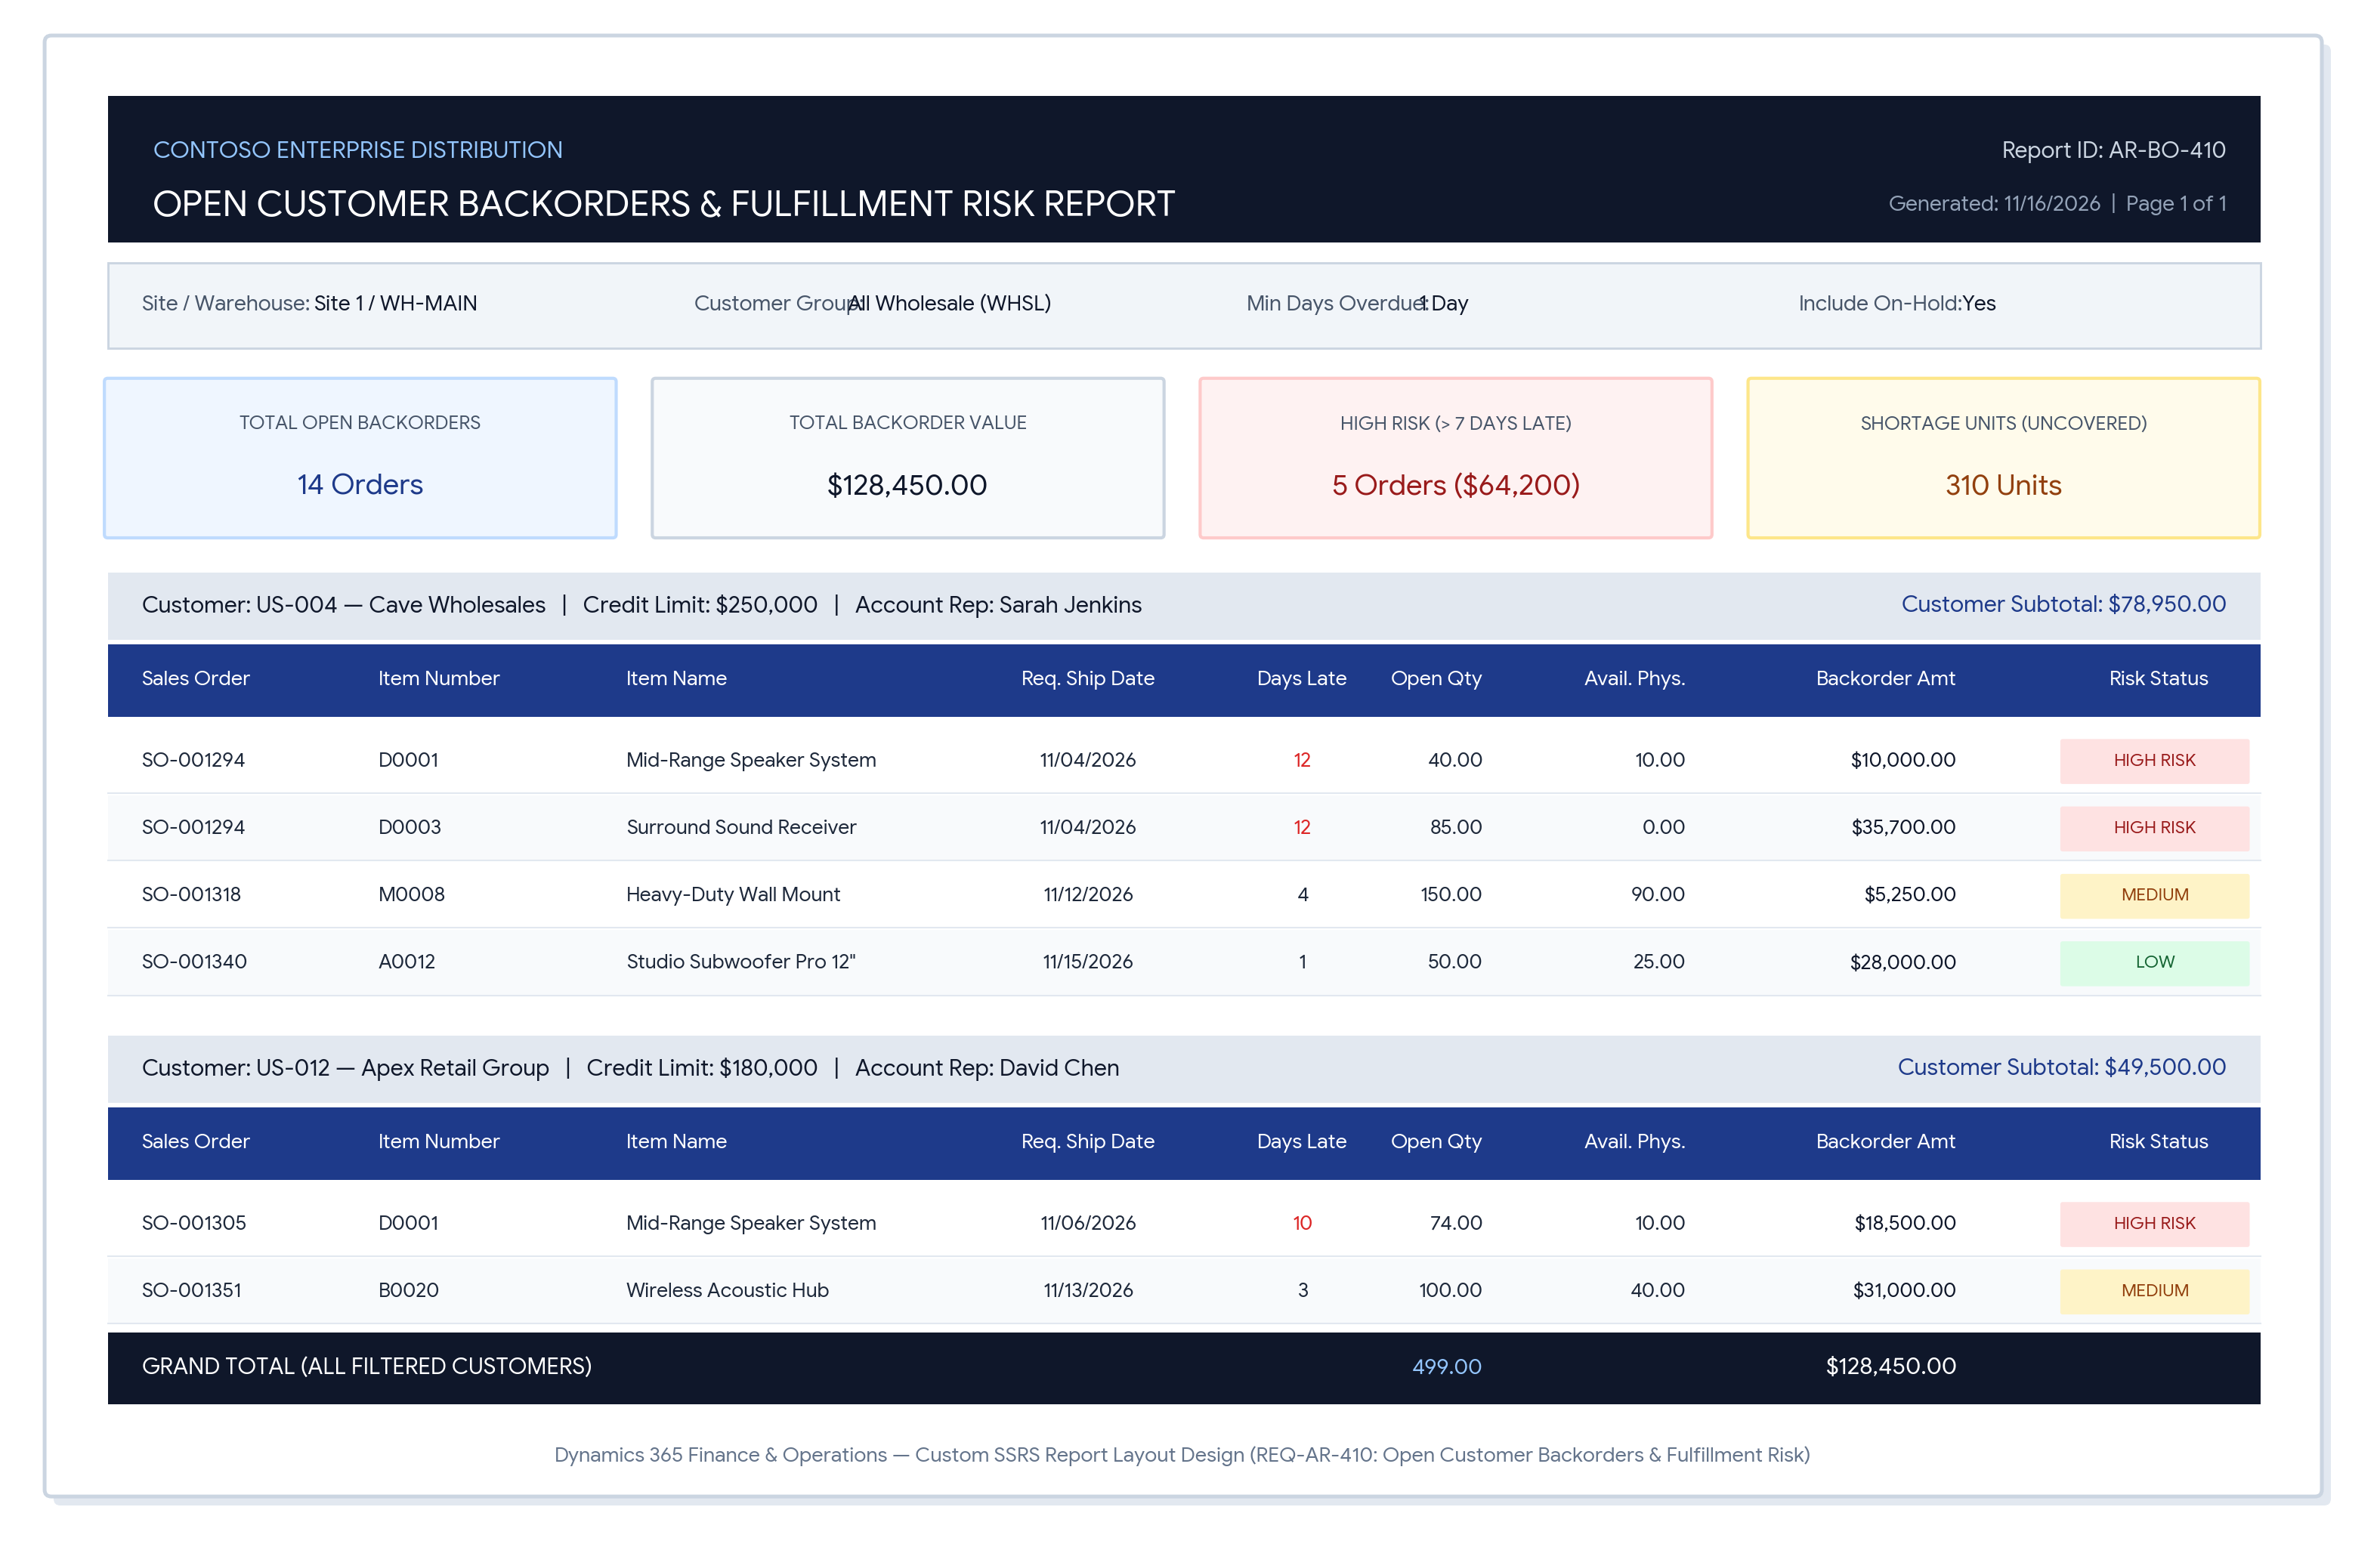 CONTOSO ENTERPRISE DISTRIBUTION
Report ID: AR-BO-410
OPEN CUSTOMER BACKORDERS & FULFILLMENT RISK REPORT
Generated: 11/16/2026 | Page 1 of 1
Site / Warehouse: Site 1 / WH-MAIN Customer Group: All Wholesale (WHSL) Min Days Overdue: 1 Day Include On-Hold: Yes
TOTAL OPEN BACKORDERS TOTAL BACKORDER VALUE HIGH RISK (> 7 DAYS LATE) SHORTAGE UNITS (UNCOVERED)
14 Orders $128,450.00 5 Orders ($64,200) 310 Units
Customer: US-004 — Cave Wholesales | Credit Limit: $250,000 | Account Rep: Sarah Jenkins Customer Subtotal: $78,950.00
Sales Order Item Number Item Name Req. Ship Date Days Late Open Qty Avail. Phys. Backorder Amt Risk Status
SO-001294 D0001 Mid-Range Speaker System 11/04/2026 12 40.00 10.00 $10,000.00 HIGH RISK
SO-001294 D0003 Surround Sound Receiver 11/04/2026 12 85.00 0.00 $35,700.00 HIGH RISK
SO-001318 M0008 Heavy-Duty Wall Mount 11/12/2026 4 150.00 90.00 $5,250.00 MEDIUM
SO-001340 A0012 Studio Subwoofer Pro 12" 11/15/2026 1 50.00 25.00 $28,000.00 LOW
Customer: US-012 — Apex Retail Group | Credit Limit: $180,000 | Account Rep: David Chen Customer Subtotal: $49,500.00
Sales Order Item Number Item Name Req. Ship Date Days Late Open Qty Avail. Phys. Backorder Amt Risk Status
SO-001305 D0001 Mid-Range Speaker System 11/06/2026 10 74.00 10.00 $18,500.00 HIGH RISK
SO-001351 B0020 Wireless Acoustic Hub 11/13/2026 3 100.00 40.00 $31,000.00 MEDIUM
GRAND TOTAL (ALL FILTERED CUSTOMERS) 499.00 $128,450.00
Dynamics 365 Finance & Operations — Custom SSRS Report Layout Design (REQ-AR-410: Open Customer Backorders & Fulfillment Risk)